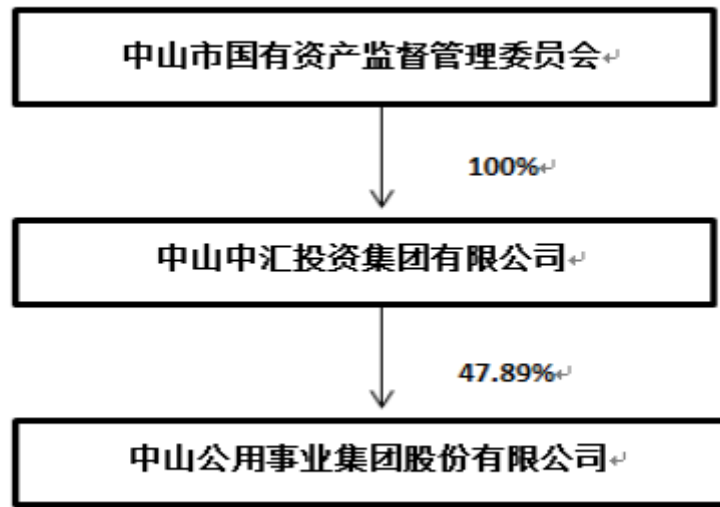 中山市国有资产监督管理委员会↵
100%↵
中山中汇投资集团有限公司↵
47.89%↵
中山公用事业集团股份有限公司↵